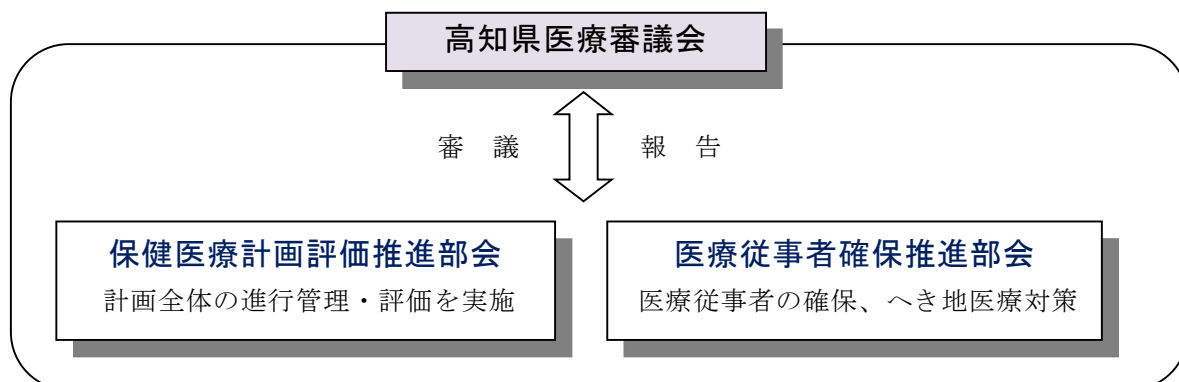 高知県医療審議会
審 議 報 告
保健医療計画評価推進部会
計画全体の進行管理・評価を実施
医療従事者確保推進部会
医療従事者の確保、へき地医療対策